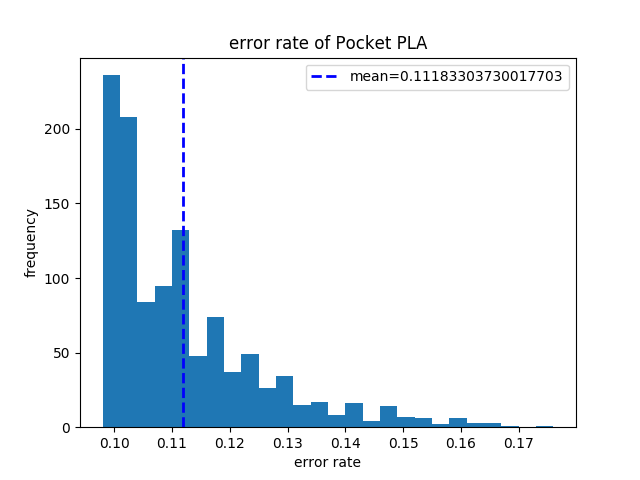 error rate of Pocket PLA
mean=0.11183303730017703
frequency
200
150
100
50
0
0.10 0.11 0.12 0.13 0.14 0.15 0.16 0.17
error rate